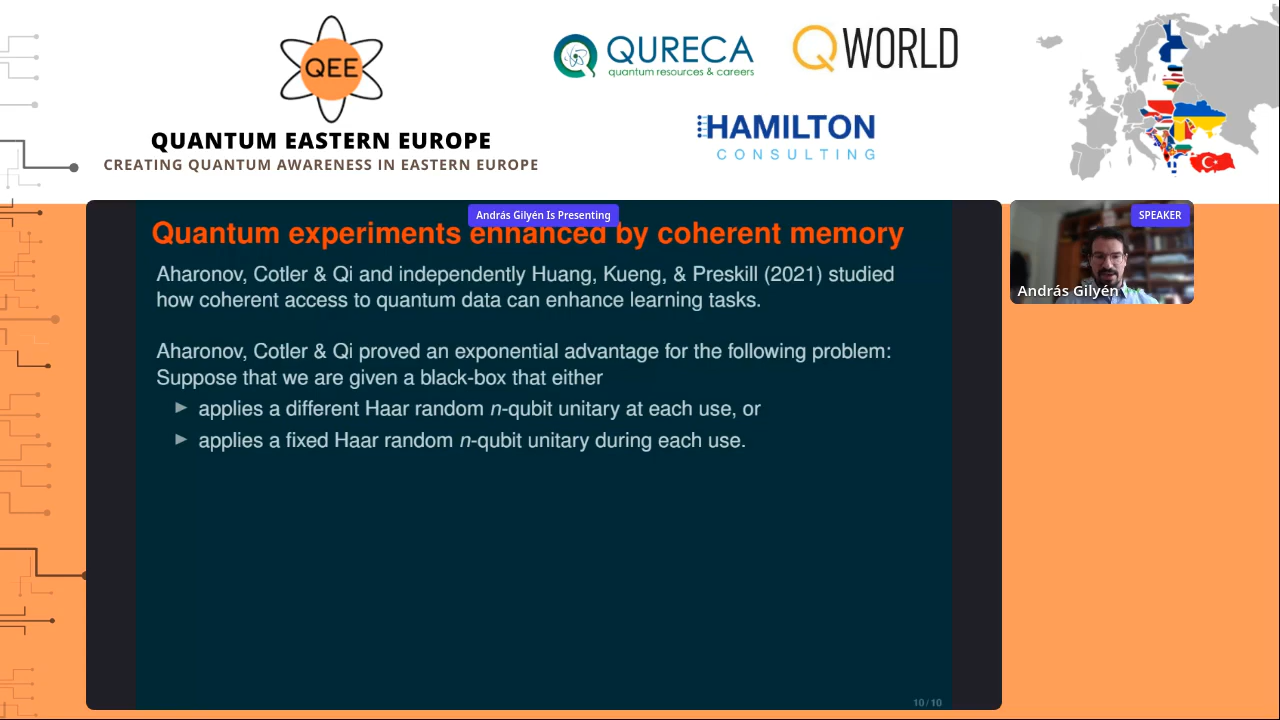 QEE
QUANTUM EASTERN EUROPE
CREATING QUANTUM AWARENESS IN EASTERN EUROPE
QURECA
quantum resources & careers
QWORLD
HAMILTON
CONSULTING
András Gilyén Is Presenting
Quantum experiments enhanced by coherent memory
Aharonov, Cotler & Qi and independently Huang, Kueng, & Preskill (2021) studied
how coherent access to quantum data can enhance learning tasks.
Aharonov, Cotler & Qi proved an exponential advantage for the following problem:
Suppose that we are given a black-box that either
▶ applies a different Haar random n-qubit unitary at each use, or
▶ applies a fixed Haar random n-qubit unitary during each use.
10/10
SPEAKER
András Gilyén